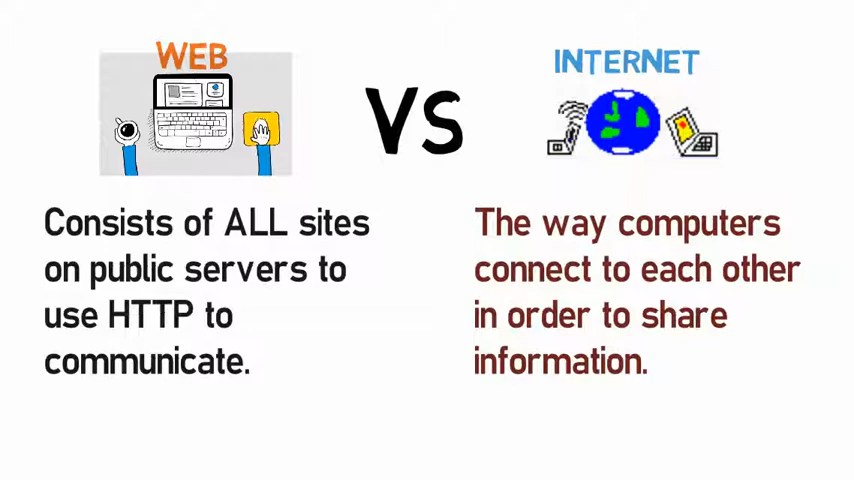 WEB
VS
INTERNET
Consists of ALL sites
on public servers to
use HTTP to
communicate.
The way computers
connect to each other
in order to share
information.